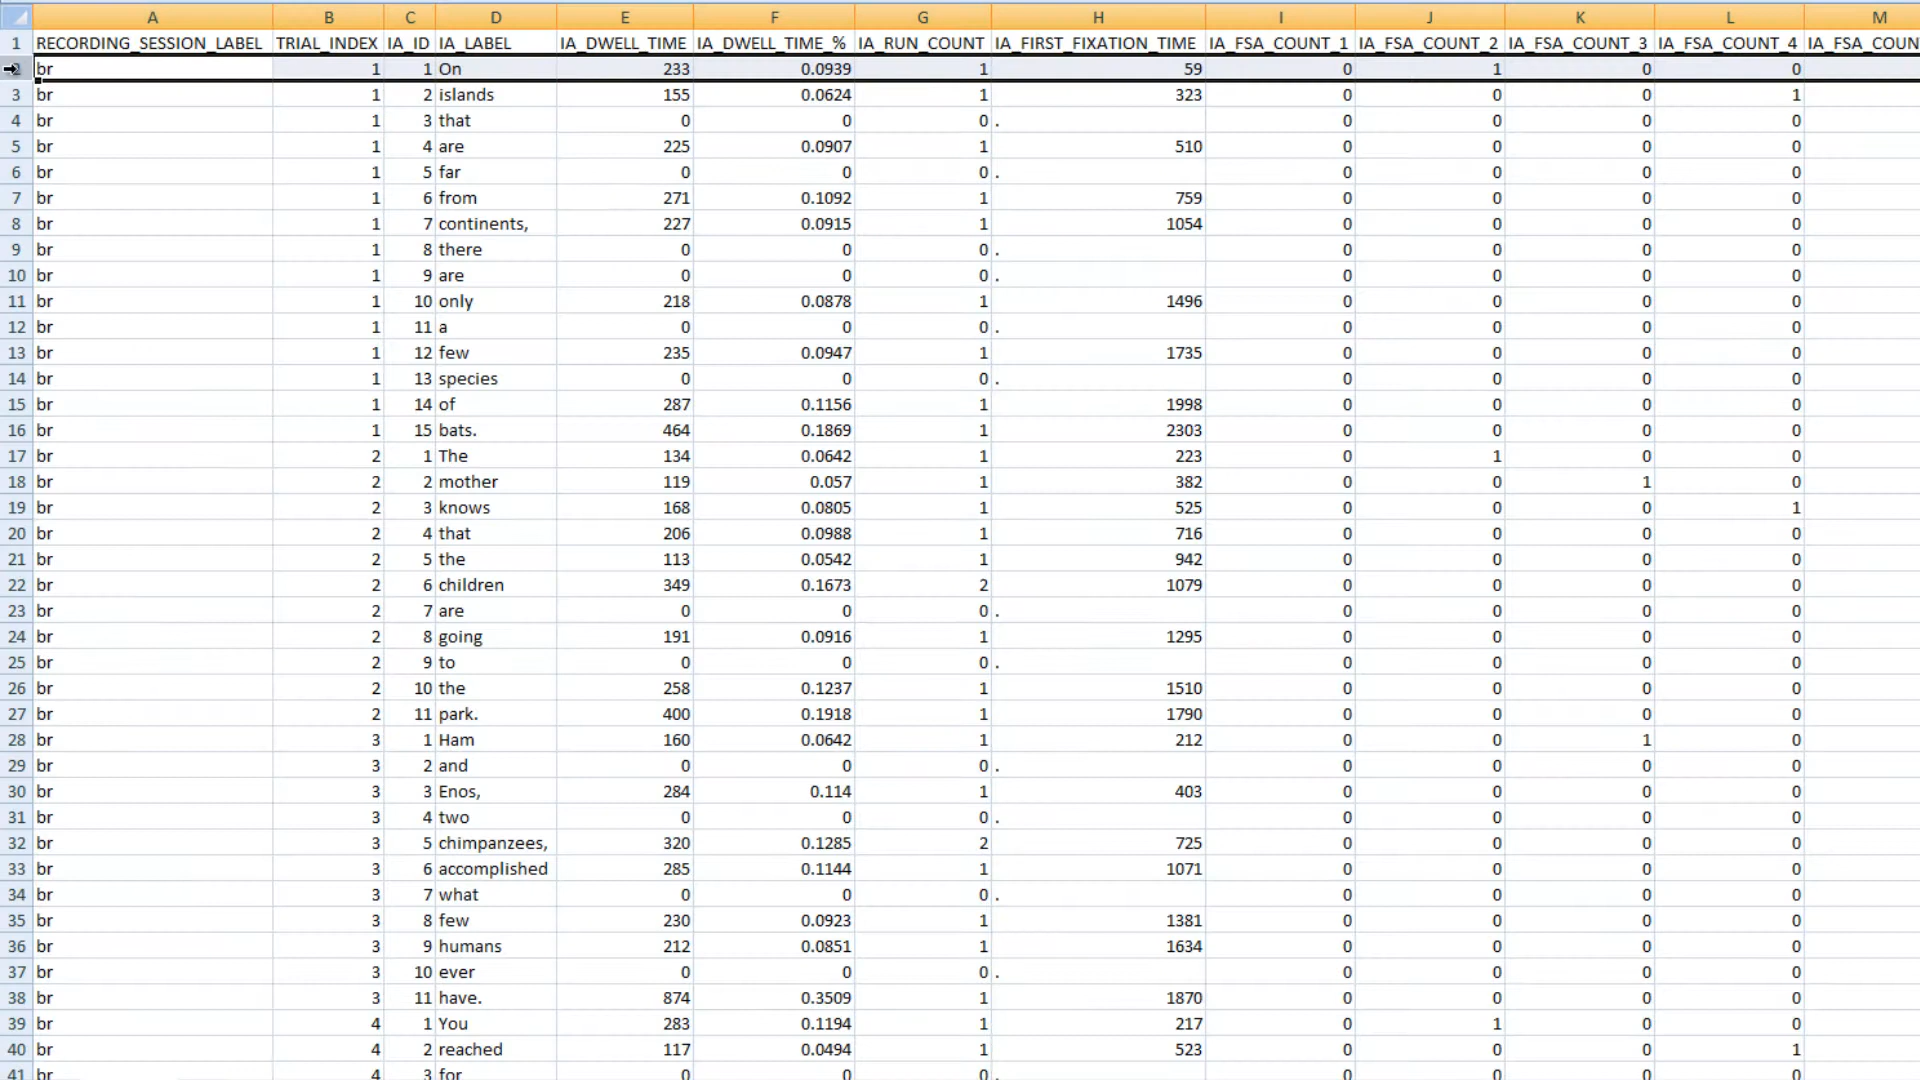 A B C D E F G H I J K L M
1 RECORDING_SESSION_LABEL TRIAL_INDEX IA_ID IA_LABEL IA_DWELL_TIME IA_DWELL_TIME_% IA_RUN_COUNT IA_FIRST_FIXATION_TIME IA_FSA_COUNT_1 IA_FSA_COUNT_2 IA_FSA_COUNT_3 IA_FSA_COUNT_4 IA_FSA_COUN
br 1 1 On 233 0.0939 1 59 0 1 0 0
3 br 1 2 islands 155 0.0624 1 323 0 0 0 1
4 br 1 3 that 0 0 0 . 0 0 0 0
5 br 1 4 are 225 0.0907 1 510 0 0 0 0
6 br 1 5 far 0 0 0 . 0 0 0 0
7 br 1 6 from 271 0.1092 1 759 0 0 0 0
8 br 1 7 continents, 227 0.0915 1 1054 0 0 0 0
9 br 1 8 there 0 0 0 . 0 0 0 0
10 br 1 9 are 0 0 0 . 0 0 0 0
11 br 1 10 only 218 0.0878 1 1496 0 0 0 0
12 br 1 11 a 0 0 0 . 0 0 0 0
13 br 1 12 few 235 0.0947 1 1735 0 0 0 0
14 br 1 13 species 0 0 0 . 0 0 0 0
15 br 1 14 of 287 0.1156 1 1998 0 0 0 0
16 br 1 15 bats. 464 0.1869 1 2303 0 0 0 0
17 br 2 1 The 134 0.0642 1 223 0 1 0 0
18 br 2 2 mother 119 0.057 1 382 0 0 1 0
19 br 2 3 knows 168 0.0805 1 525 0 0 0 1
20 br 2 4 that 206 0.0988 1 716 0 0 0 0
21 br 2 5 the 113 0.0542 1 942 0 0 0 0
22 br 2 6 children 349 0.1673 2 1079 0 0 0 0
23 br 2 7 are 0 0 0 . 0 0 0 0
24 br 2 8 going 191 0.0916 1 1295 0 0 0 0
25 br 2 9 to 0 0 0 . 0 0 0 0
26 br 2 10 the 258 0.1237 1 1510 0 0 0 0
27 br 2 11 park. 400 0.1918 1 1790 0 0 0 0
28 br 3 1 Ham 160 0.0642 1 212 0 0 1 0
29 br 3 2 and 0 0 0 . 0 0 0 0
30 br 3 3 Enos, 284 0.114 1 403 0 0 0 0
31 br 3 4 two 0 0 0 . 0 0 0 0
32 br 3 5 chimpanzees, 320 0.1285 2 725 0 0 0 0
33 br 3 6 accomplished 285 0.1144 1 1071 0 0 0 0
34 br 3 7 what 0 0 0 . 0 0 0 0
35 br 3 8 few 230 0.0923 1 1381 0 0 0 0
36 br 3 9 humans 212 0.0851 1 1634 0 0 0 0
37 br 3 10 ever 0 0 0 . 0 0 0 0
38 br 3 11 have. 874 0.3509 1 1870 0 0 0 0
39 br 4 1 You 283 0.1194 1 217 0 1 0 0
40 br 4 2 reached 117 0.0494 1 523 0 0 0 1
41 br 4 3 for 0 0 0 . 0 0 0 0